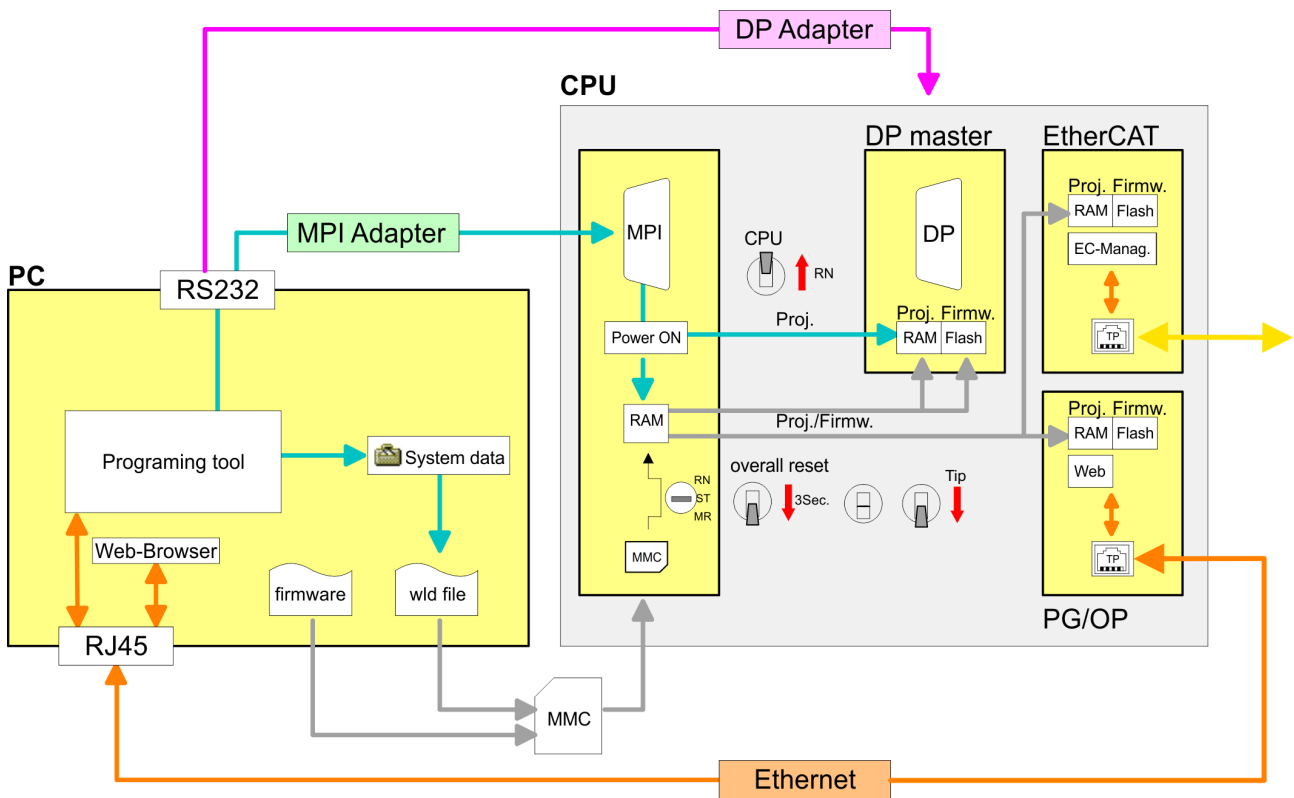 DP Adapter
CPU
DP master
EtherCAT
Proj. Firmw.
RAM Flash
MPI
DP
MPI Adapter
CPU
RN
EC-Manag.
PC
RS232
Proj. Firmw.
Proj.
Power ON
RAM Flash
TP
Proj. Firmw.
RAM
Proj./Firmw.
RAM Flash
Programing tool
System data
overall reset
Tip
Web
RN
ST
MR
3Sec.
Web-Browser
MMC
TP
firmware
wld file
PG/OP
RJ45
MMC
Ethernet